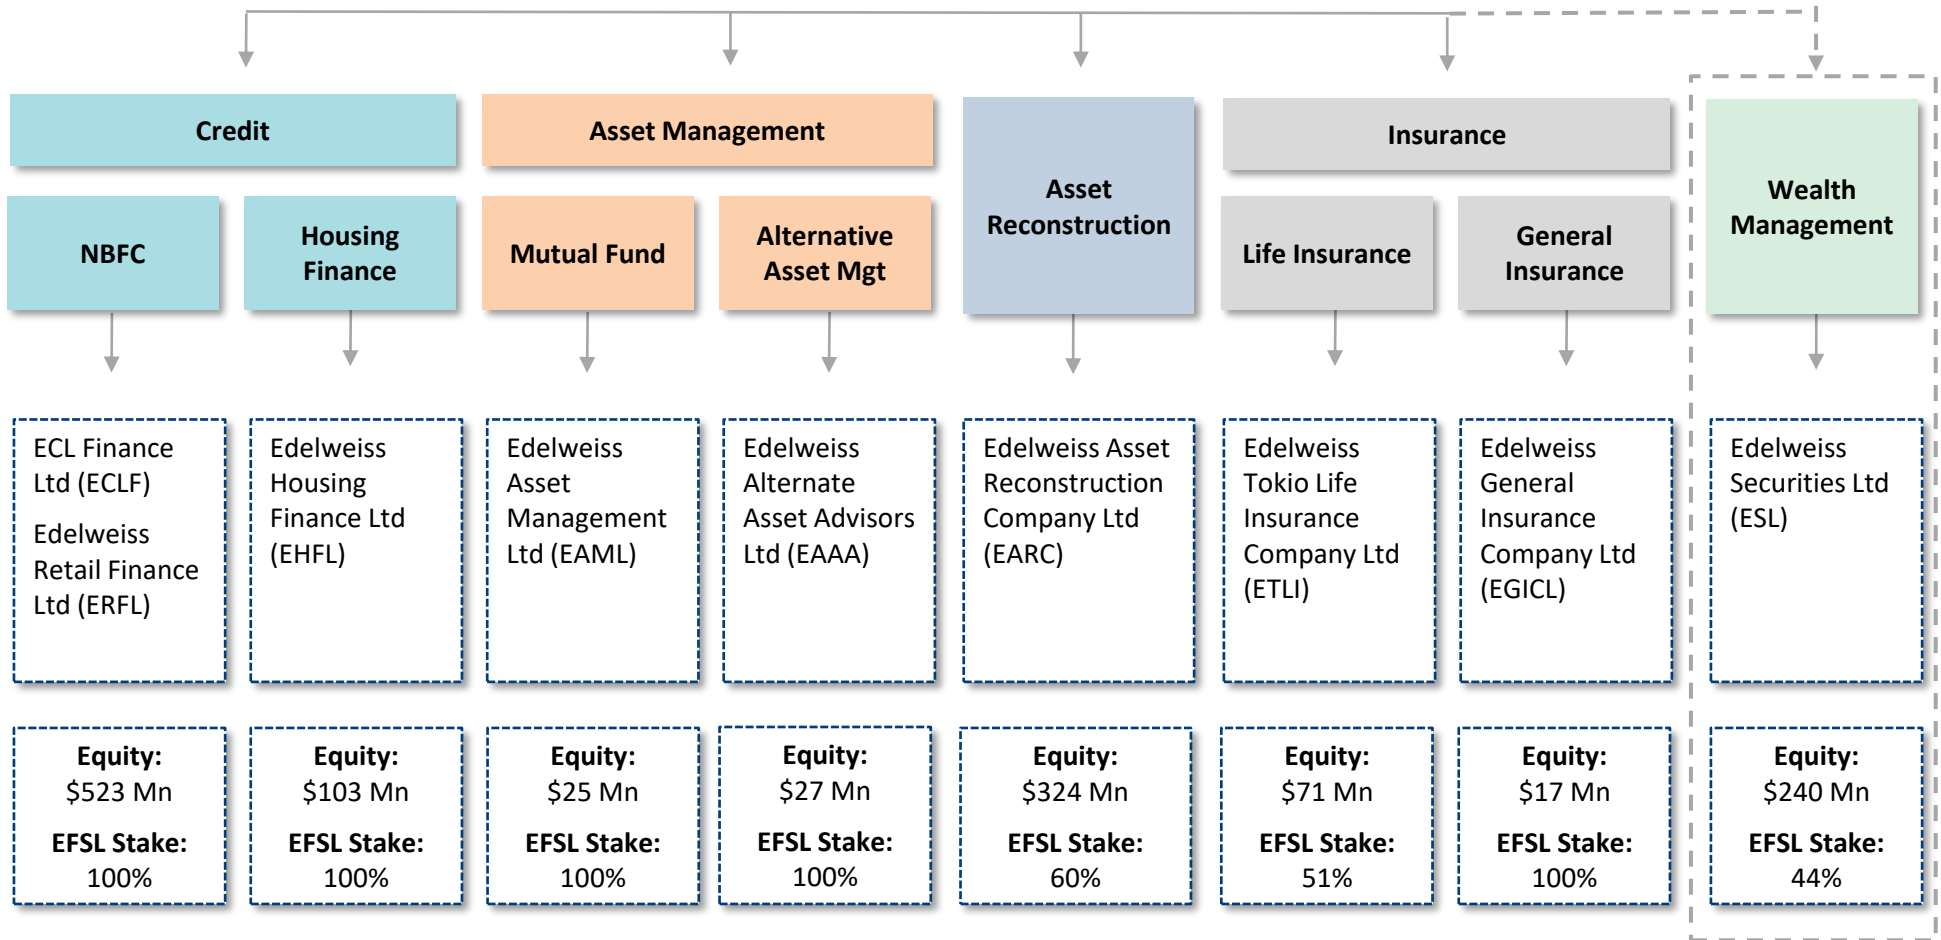 Credit
Asset Management
Asset
Reconstruction
Insurance
Wealth
Management
NBFC
Housing
Finance
Mutual Fund
Alternative
Asset Mgt
Life Insurance
General
Insurance
ECL Finance
Ltd (ECLF)
Edelweiss
Retail Finance
Ltd (ERFL)
Edelweiss
Housing
Finance Ltd
(EHFL)
Edelweiss
Asset
Management
Ltd (EAML)
Edelweiss
Alternate
Asset Advisors
Ltd (EAAA)
Edelweiss Asset
Reconstruction
Company Ltd
(EARC)
Edelweiss
Tokio Life
Insurance
Company Ltd
(ETLI)
Edelweiss
General
Insurance
Company Ltd
(EGICL)
Edelweiss
Securities Ltd
(ESL)
Equity:
$523 Mn
EFSL Stake:
100%
Equity:
$103 Mn
EFSL Stake:
100%
Equity:
$25 Mn
EFSL Stake:
100%
Equity:
$27 Mn
EFSL Stake:
100%
Equity:
$324 Mn
EFSL Stake:
60%
Equity:
$71 Mn
EFSL Stake:
51%
Equity:
$17 Mn
EFSL Stake:
100%
Equity:
$240 Mn
EFSL Stake:
44%